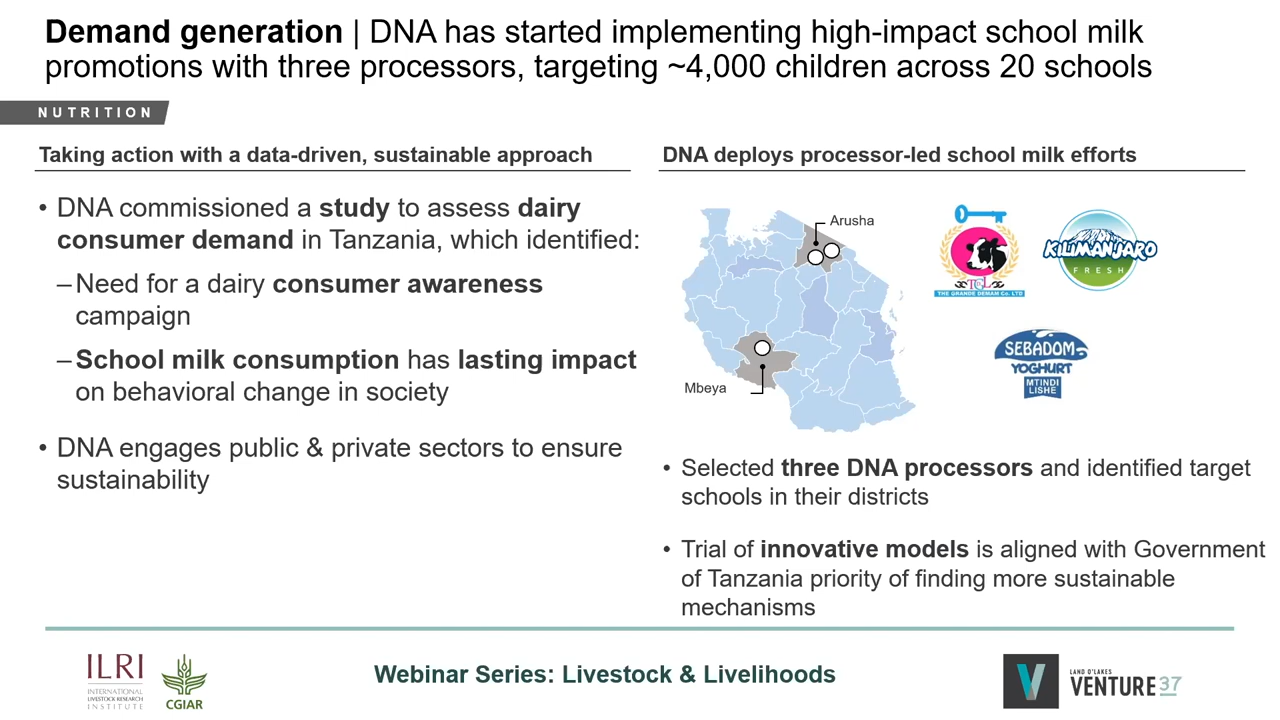 Demand generation | DNA has started implementing high-impact school milk
promotions with three processors, targeting ~4,000 children across 20 schools
NUTRITION
Taking action with a data-driven, sustainable approach
• DNA commissioned a study to assess dairy
consumer demand in Tanzania, which identified:
– Need for a dairy consumer awareness
campaign
– School milk consumption has lasting impact
on behavioral change in society
• DNA engages public & private sectors to ensure
sustainability
DNA deploys processor-led school milk efforts
Arusha
Mbeya
THE GRANDE DEMAM Co. LTD
KILIMANJARO
FRESH
SEBADOM
YOGHURT
MTINDI
LISHE
• Selected three DNA processors and identified target
schools in their districts
• Trial of innovative models is aligned with Government
of Tanzania priority of finding more sustainable
mechanisms
ILRI
INTERNATIONAL
LIVESTOCK RESEARCH
INSTITUTE
CGIAR
Webinar Series: Livestock & Livelihoods
LAND O'LAKES
VENTURE 37